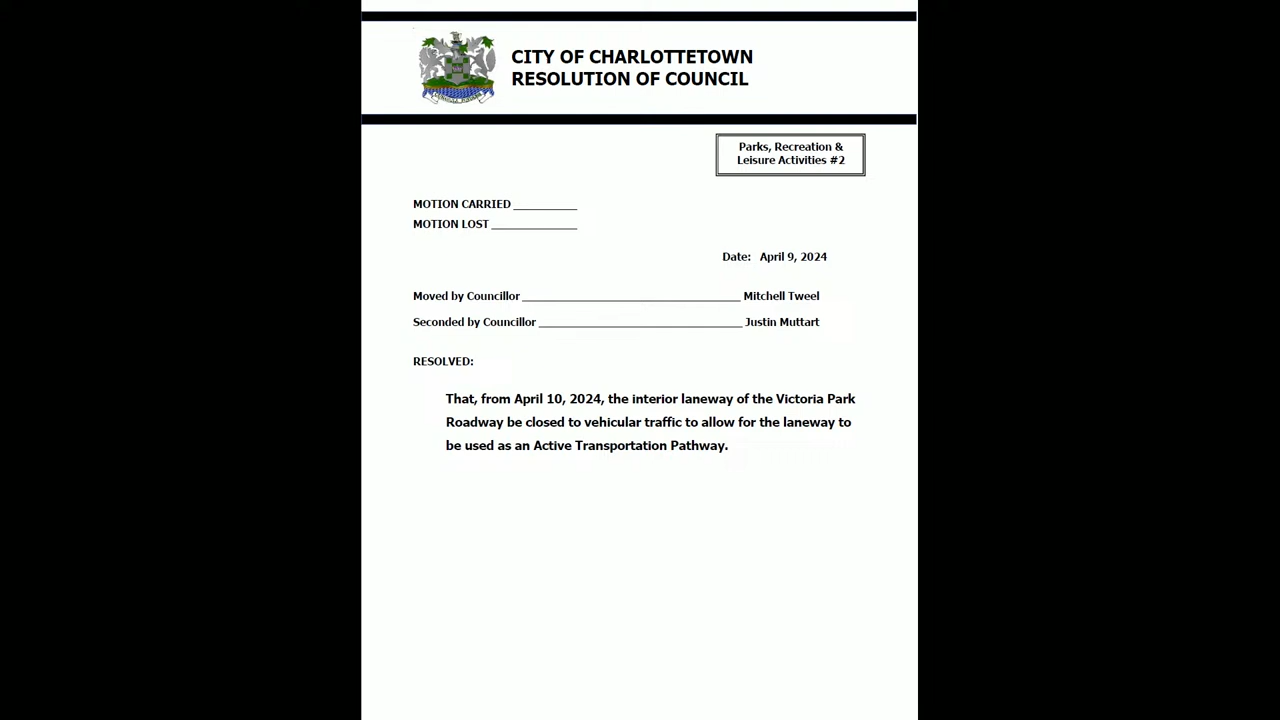 CITY OF CHARLOTTETOWN
RESOLUTION OF COUNCIL
Parks, Recreation &
Leisure Activities #2
MOTION CARRIED ___________
MOTION LOST _______________
Date: April 9, 2024
Moved by Councillor ______________________________________ Mitchell Tweel
Seconded by Councillor ___________________________________ Justin Muttart
RESOLVED:
That, from April 10, 2024, the interior laneway of the Victoria Park
Roadway be closed to vehicular traffic to allow for the laneway to
be used as an Active Transportation Pathway.